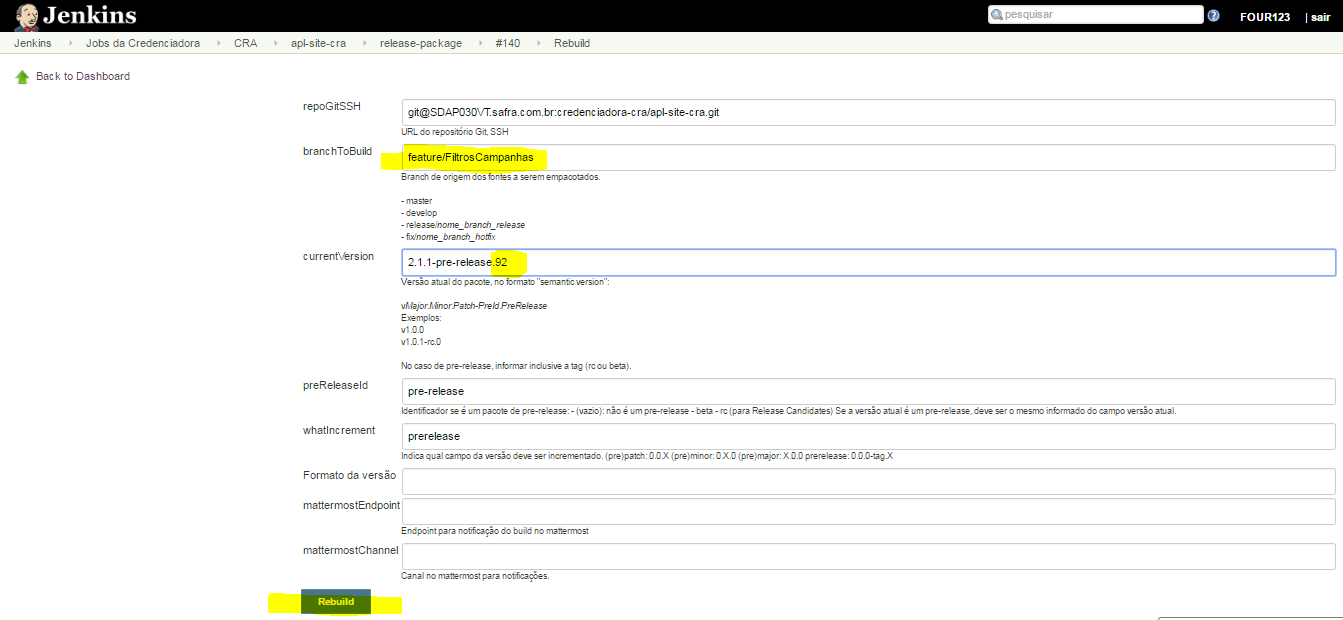 Jenkins
pesquisar
FOUR123 | sair
Jenkins Jobs da Credenciadora CRA apl-site-cra release-package #140 Rebuild
Back to Dashboard
repoGitSSH
git@SDAP030VT.safra.com.br:credenciadora-cra/apl-site-cra.git
URL do repositório Git, SSH
branchToBuild
feature/FiltrosCampanhas
Branch de origem dos fontes a serem empacotados.
- master
- develop
- release/nome_branch_release
- fix/nome_branch_hotfix
currentVersion
2.1.1-pre-release.92
Versão atual do pacote, no formato "semantic version":
vMajor.Minor.Patch-PreId.PreRelease
Exemplos:
v1.0.0
v1.0.1-rc.0
No caso de pre-release, informar inclusive a tag (rc ou beta).
preReleaseId
pre-release
Identificador se é um pacote de pre-release: - (vazio): não é um pre-release - beta - rc (para Release Candidates) Se a versão atual é um pre-release, deve ser o mesmo informado do campo versão atual.
whatIncrement
prerelease
Indica qual campo da versão deve ser incrementado. (pre)patch: 0.0.X (pre)minor: 0.X.0 (pre)major: X.0.0 prerelease: 0.0.0-tag.X
Formato da versão
mattermostEndpoint
Endpoint para notificação do build no mattermost
mattermostChannel
Canal no mattermost para notificações.
Rebuild